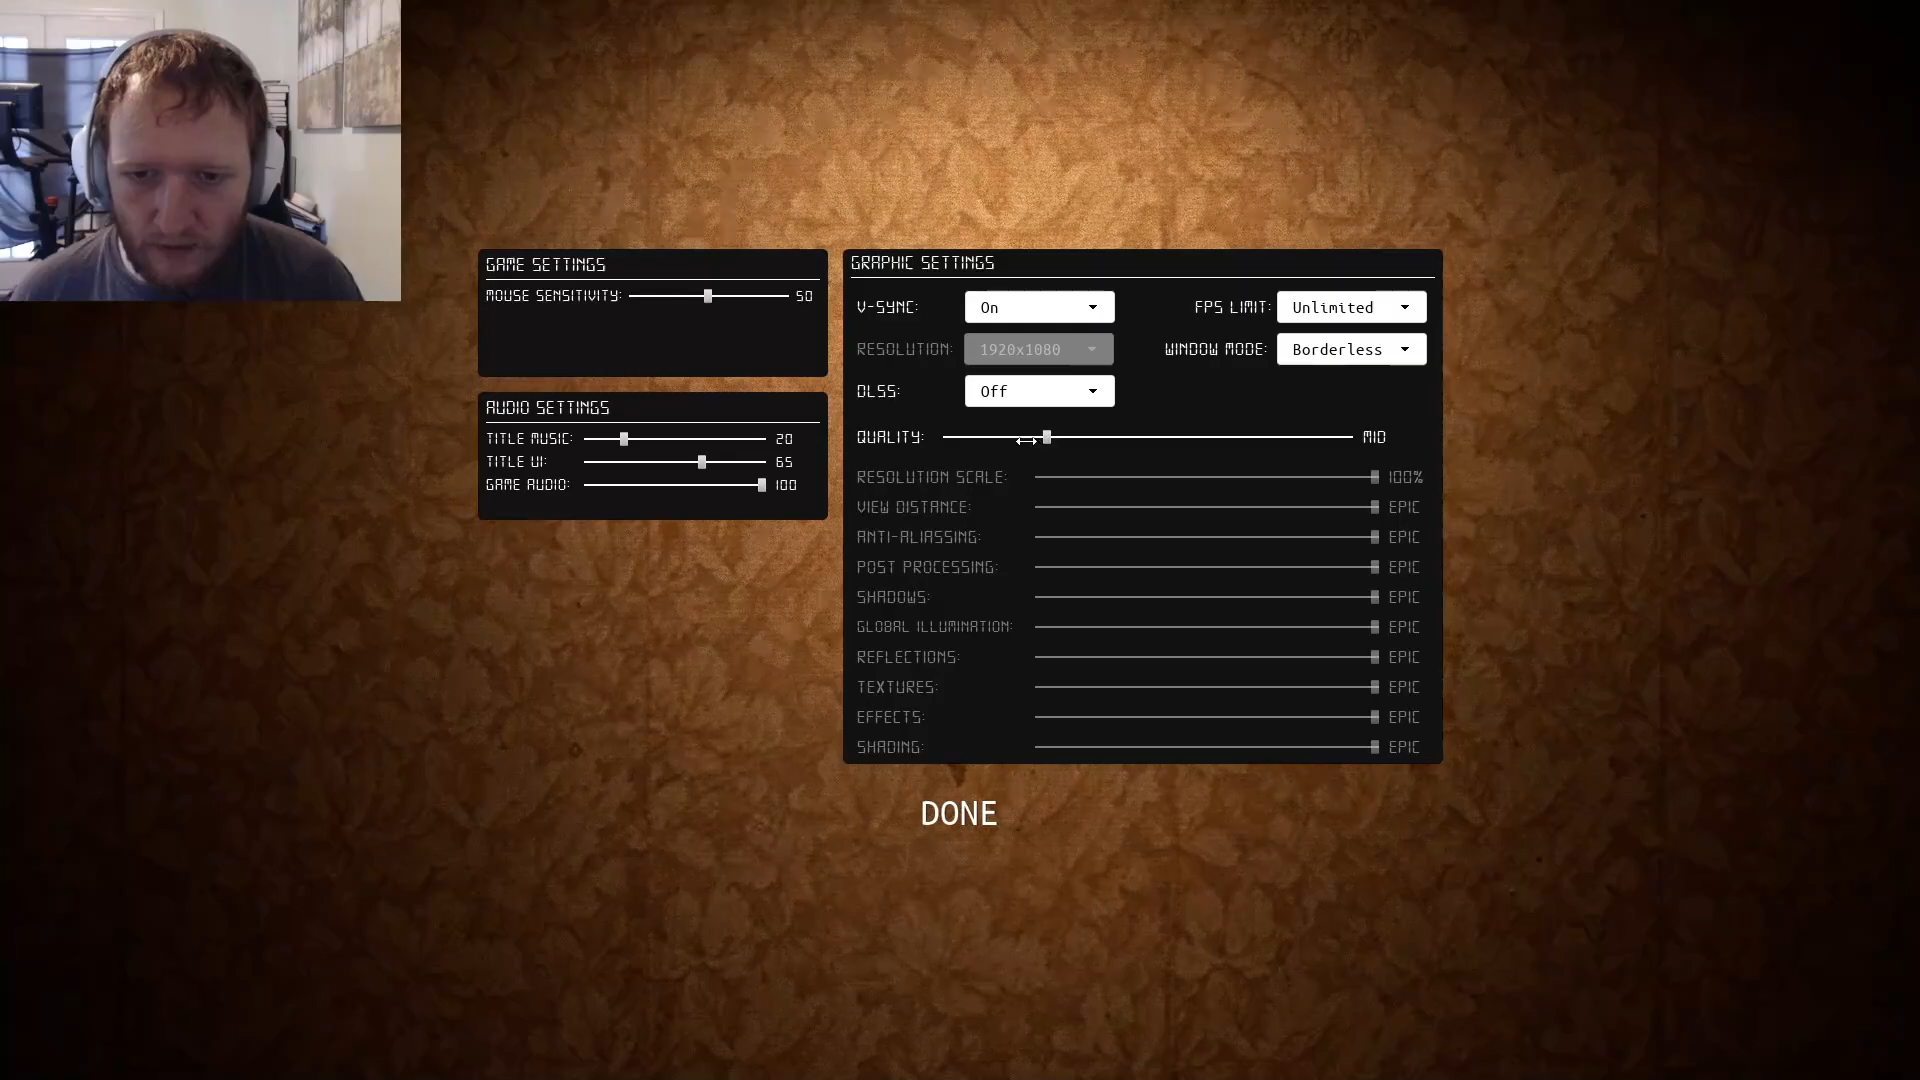 GAME SETTINGS
MOUSE SENSITIVITY: 50
AUDIO SETTINGS
TITLE MUSIC: 20
TITLE UI: 65
GAME AUDIO: 100
GRAPHIC SETTINGS
V-SYNC: On FPS LIMIT: Unlimited
RESOLUTION: 1920x1080 WINDOW MODE: Borderless
DLSS: Off
QUALITY: MID
RESOLUTION SCALE: 100%
VIEW DISTANCE: EPIC
ANTI-ALIASSING: EPIC
POST PROCESSING: EPIC
SHADOWS: EPIC
GLOBAL ILLUMINATION: EPIC
REFLECTIONS: EPIC
TEXTURES: EPIC
EFFECTS: EPIC
SHADING: EPIC
DONE